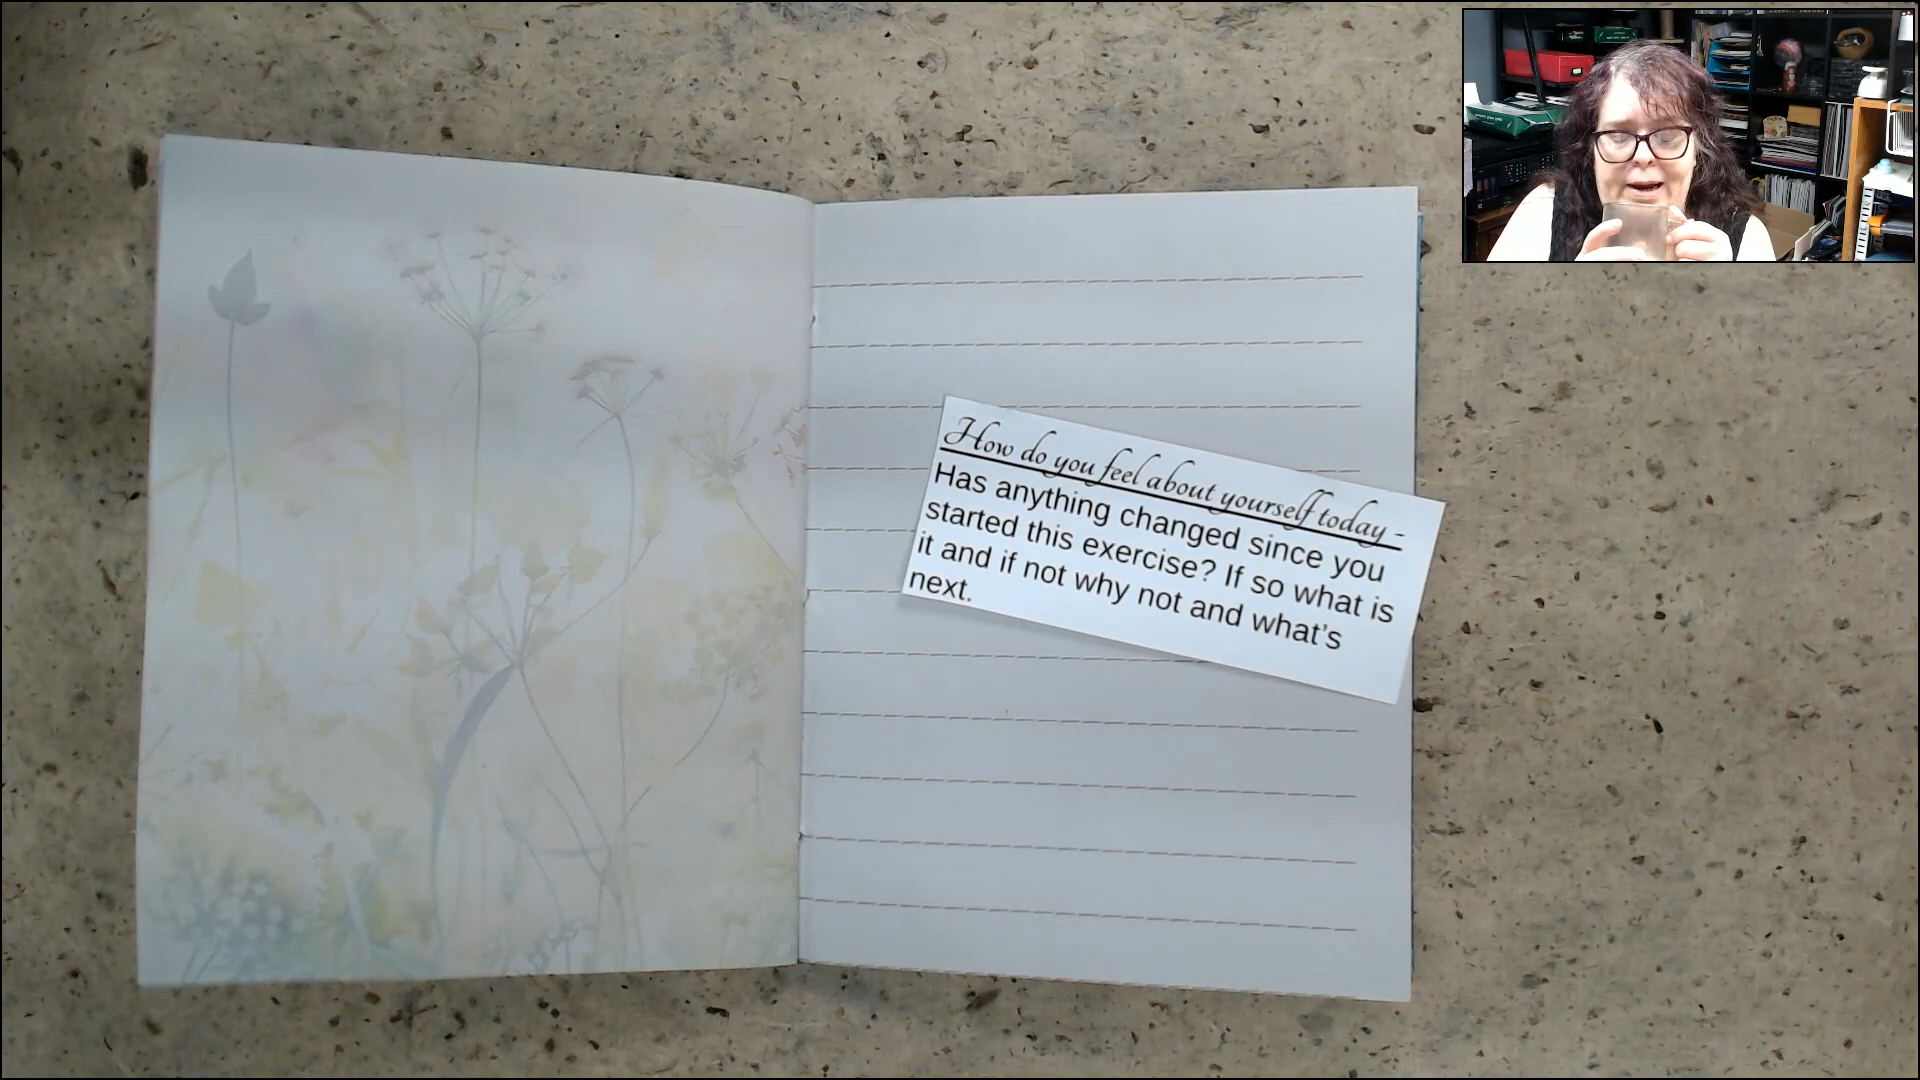 How do you feel about yourself today -
Has anything changed since you
started this exercise? If so what is
it and if not why not and what's
next.